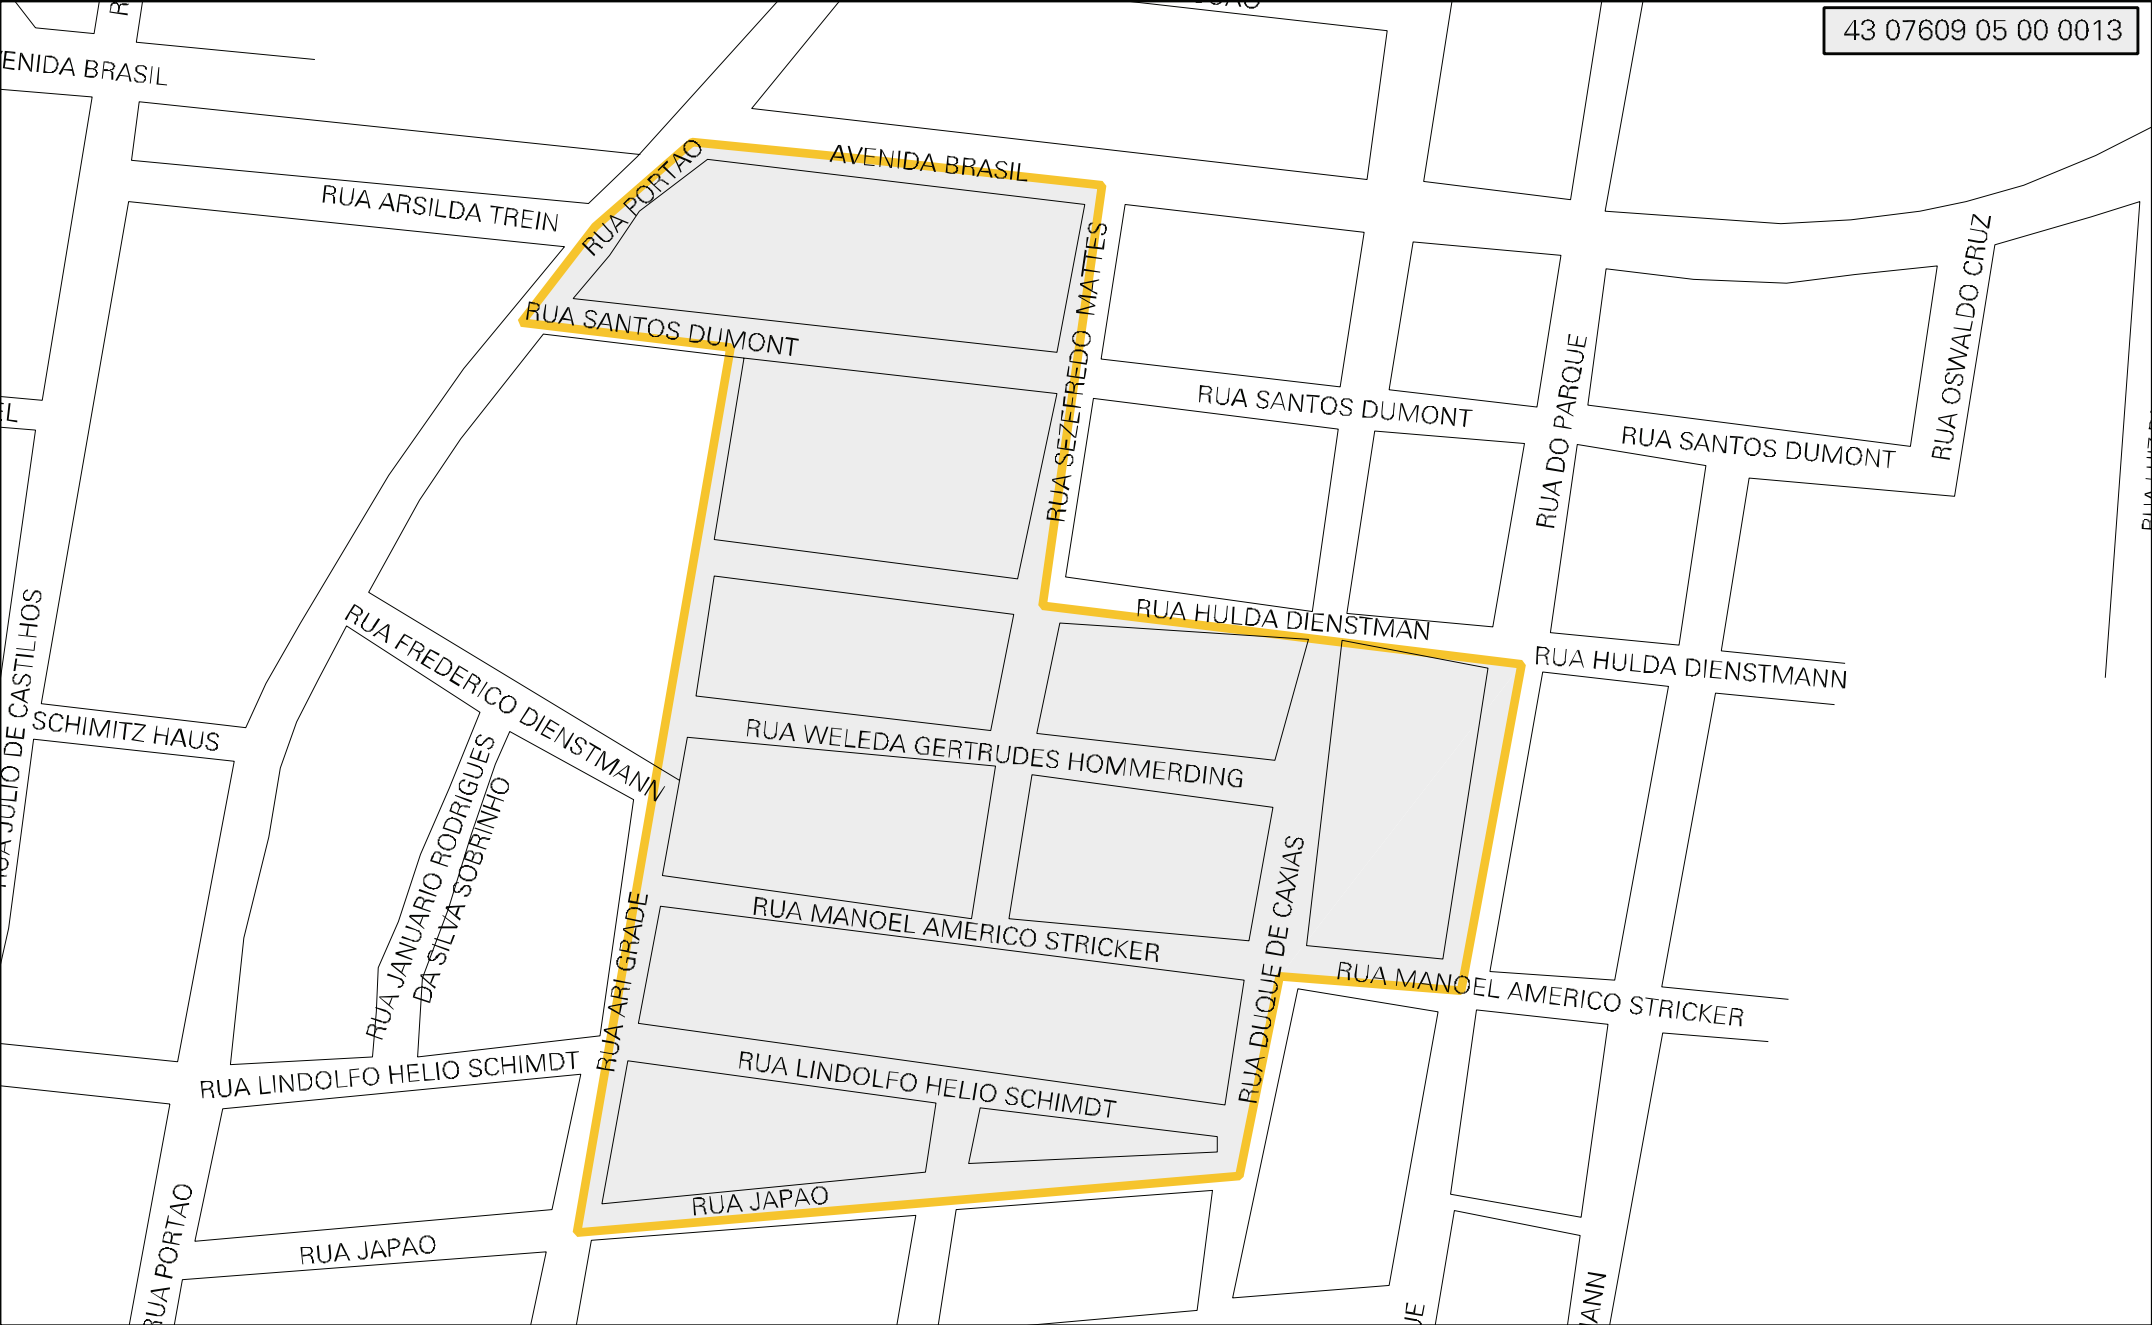 43 07609 05 00 0013
ENIDA BRASIL
AVENIDA BRASIL
RUA ARSILDA TREIN
RUA PORTAO
RUA SANTOS DUMONT
RUA SEZEFREDO MATTES
RUA SANTOS DUMONT
RUA DO PARQUE
RUA SANTOS DUMONT
RUA OSWALDO CRUZ
EL
RUA HULDA DIENSTMAN
RUA HULDA DIENSTMANN
RUA FREDERICO DIENSTMANN
SCHIMITZ HAUS
RUA JULIO DE CASTILHOS
RUA JANUARIO RODRIGUES
DA SILVA SOBRINHO
RUA WELEDA GERTRUDES HOMMERDING
RUA MANOEL AMERICO STRICKER
RUA DUQUE DE CAXIAS
RUA MANOEL AMERICO STRICKER
RUA ARI GRADE
RUA LINDOLFO HELIO SCHIMDT
RUA LINDOLFO HELIO SCHIMDT
RUA JAPAO
RUA JAPAO
RUA PORTAO
UE
ANN